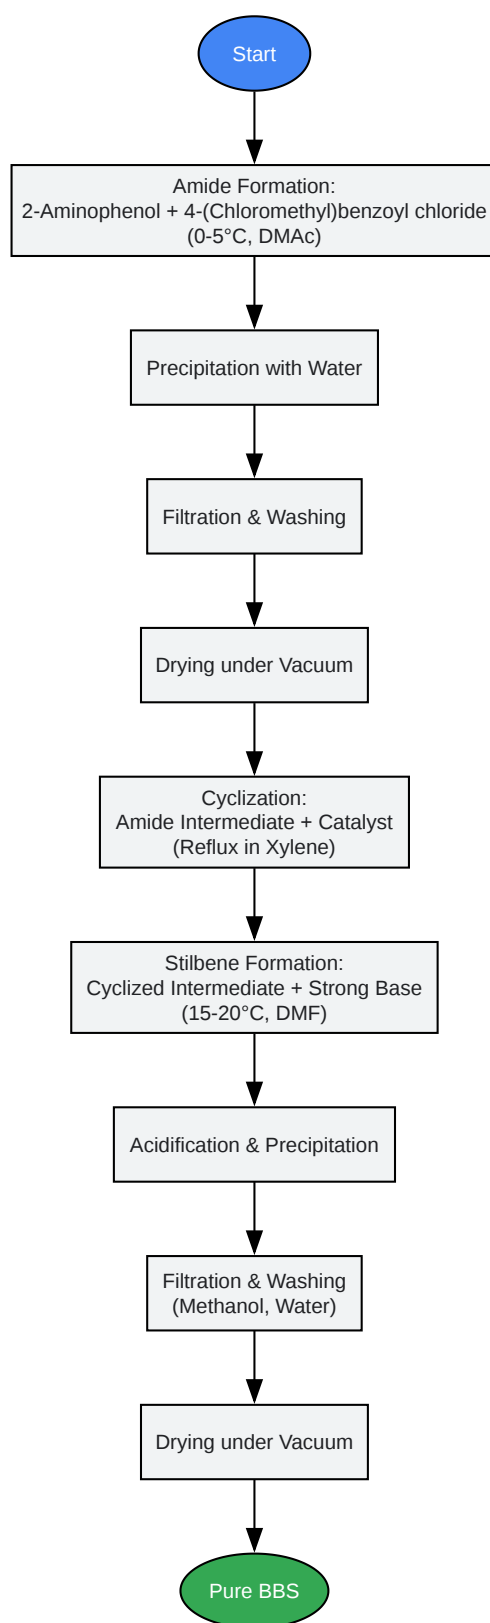 Start
Amide Formation:
2-Aminophenol + 4-(Chloromethyl)benzoyl chloride
(0-5°C, DMAc)
Precipitation with Water
Filtration & Washing
Drying under Vacuum
Cyclization:
Amide Intermediate + Catalyst
(Reflux in Xylene)
Stilbene Formation:
Cyclized Intermediate + Strong Base
(15-20°C, DMF)
Acidification & Precipitation
Filtration & Washing
(Methanol, Water)
Drying under Vacuum
Pure BBS